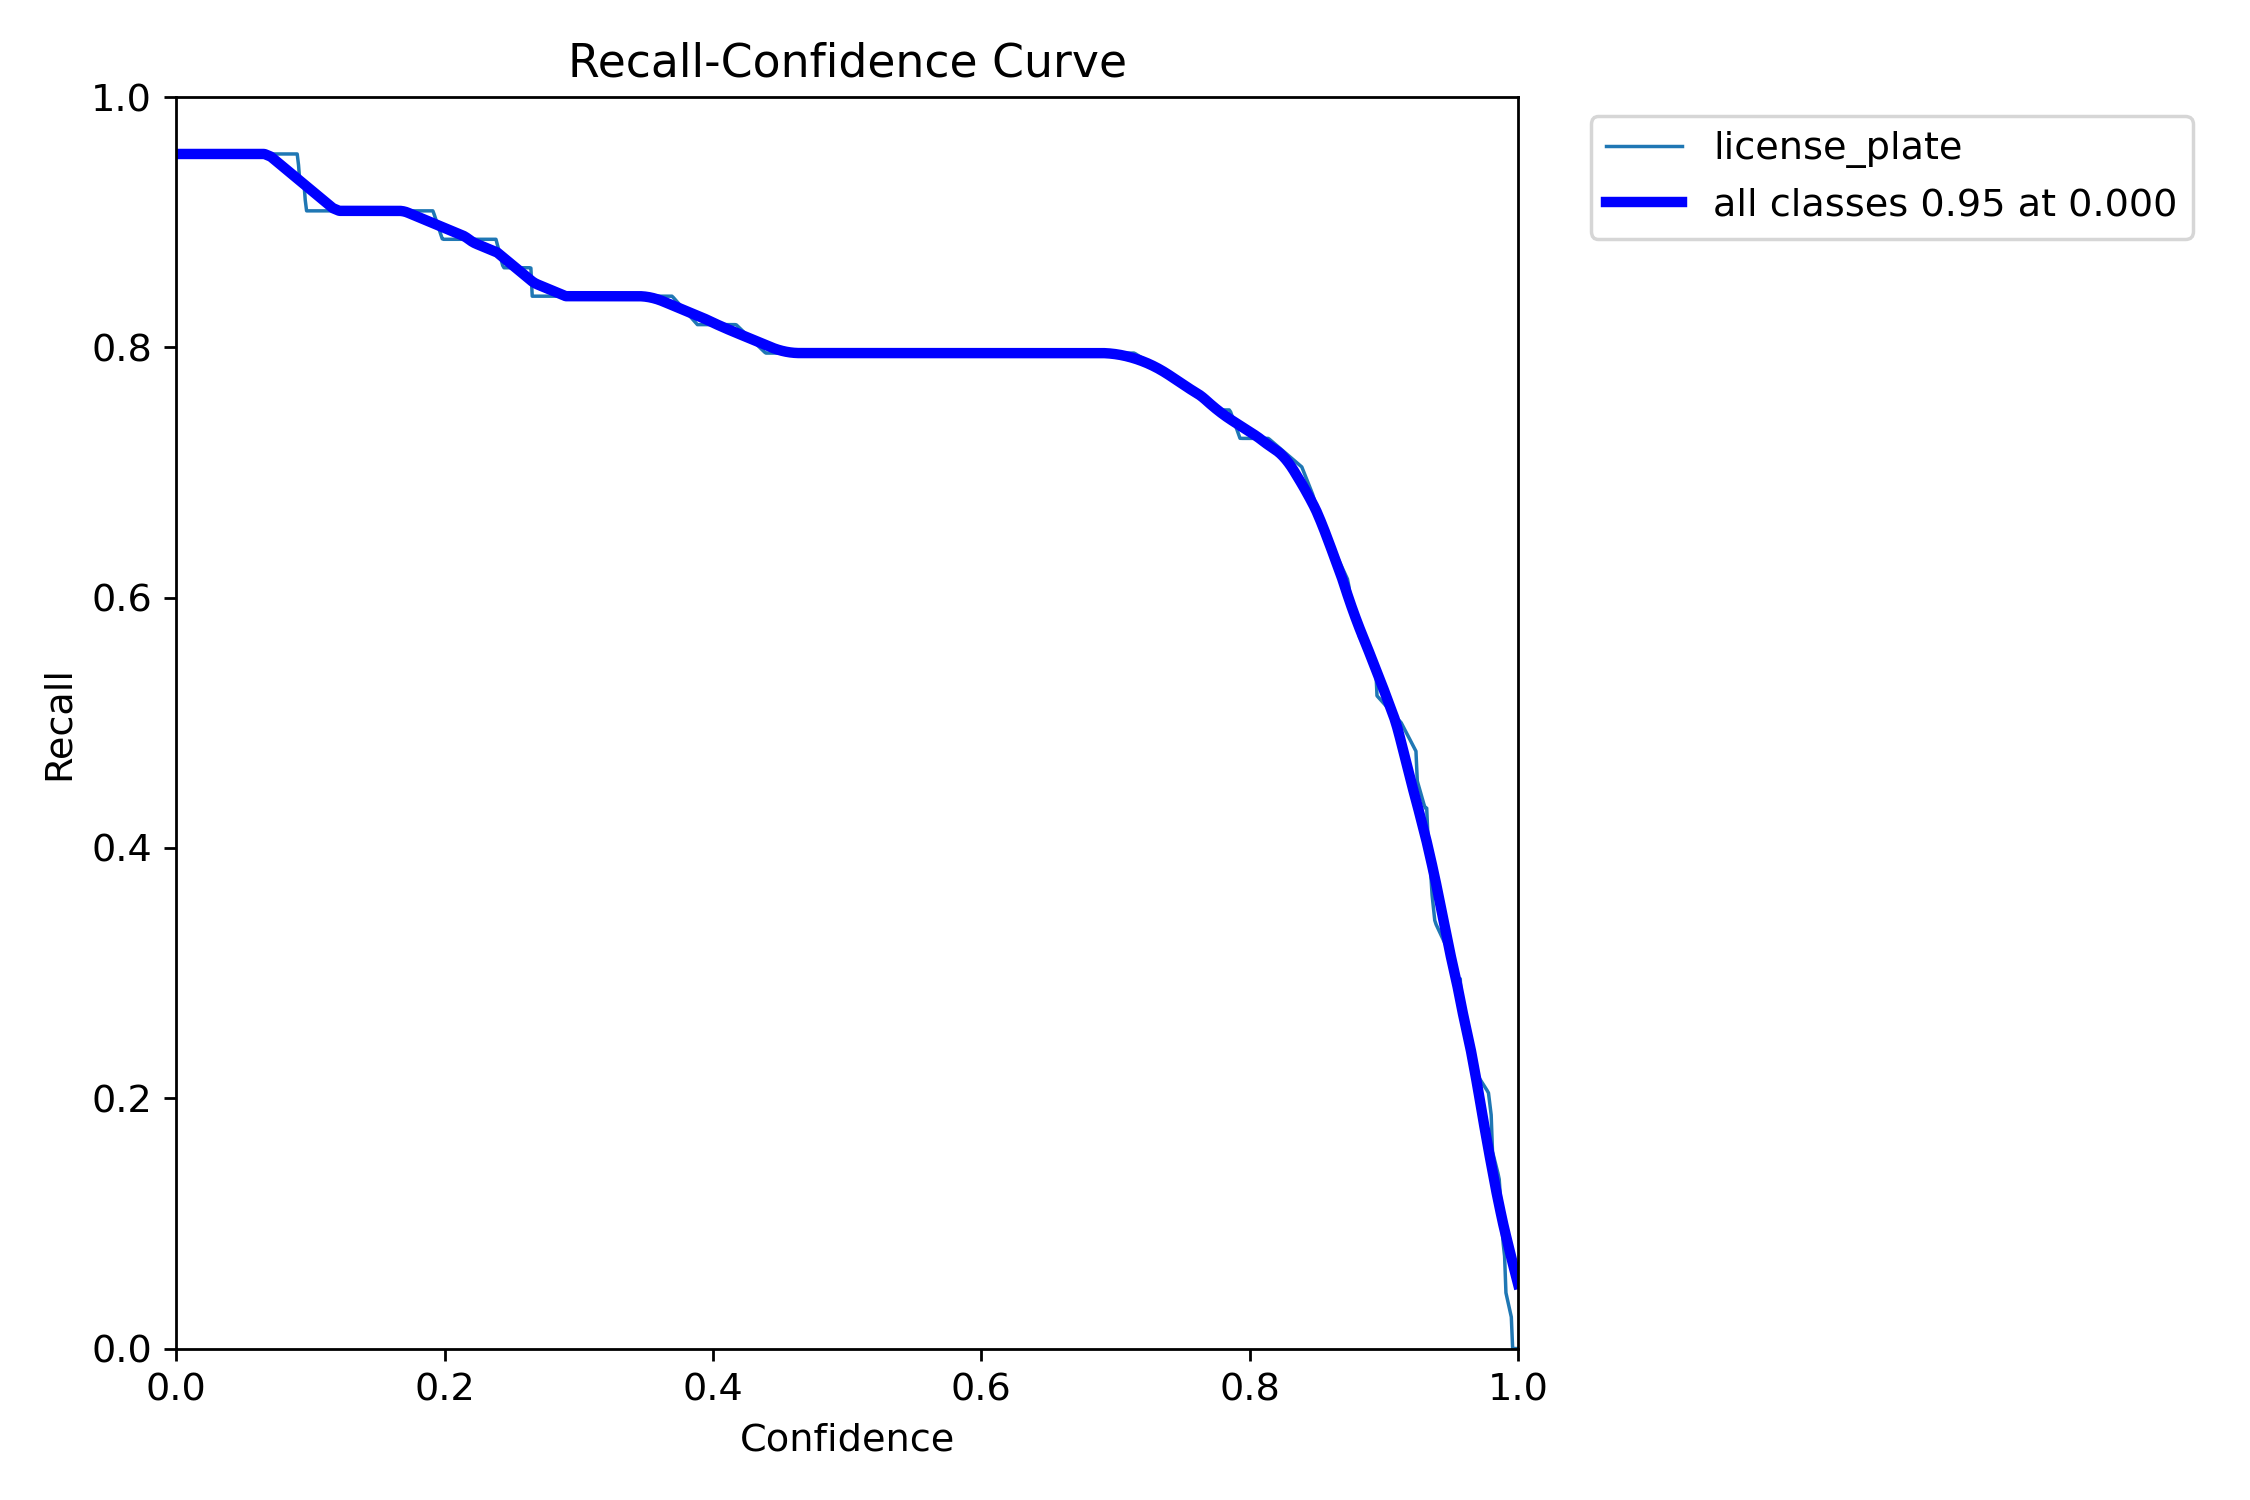 Recall-Confidence Curve
1.0
0.8
0.6
0.4
0.2
0.0
Recall
0.0 0.2 0.4 0.6 0.8 1.0
Confidence
license_plate
all classes 0.95 at 0.000